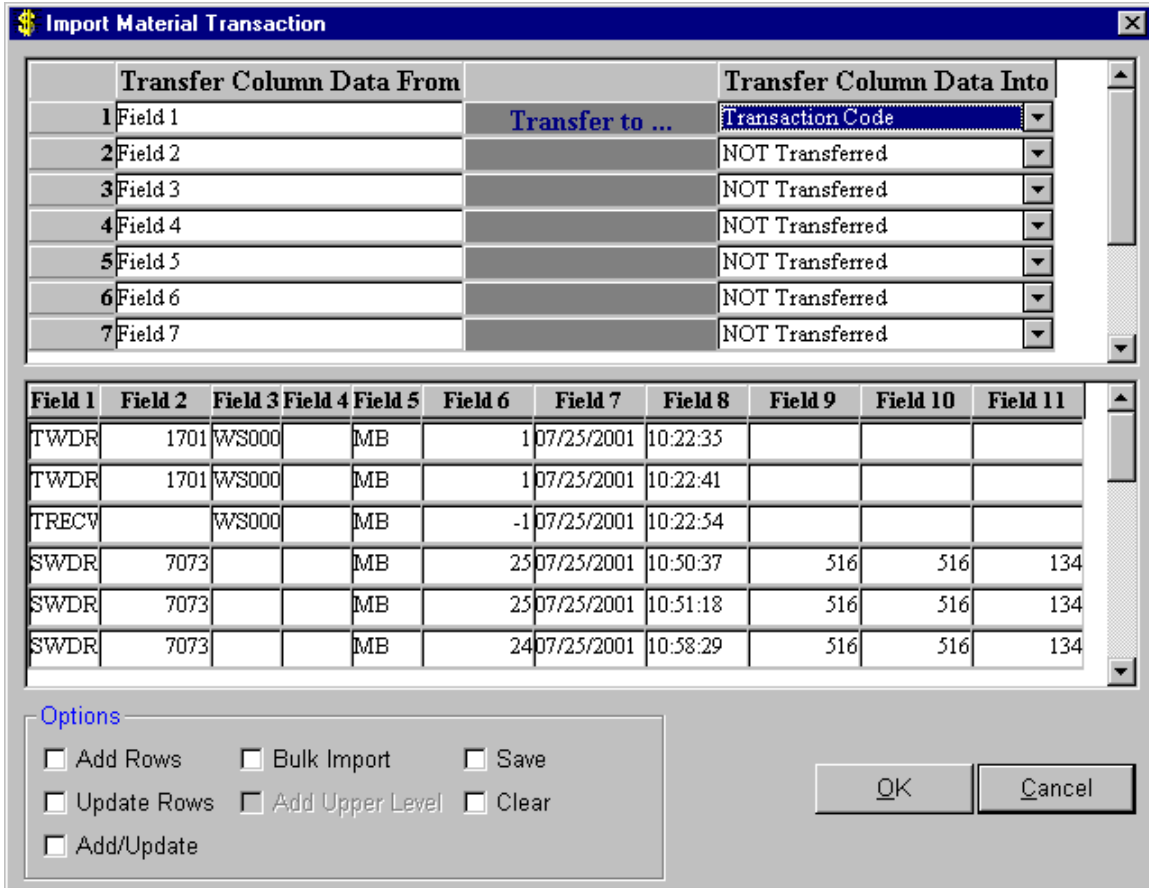 $ Import Material Transaction
Transfer Column Data From Transfer Column Data Into
1 Field 1 Transfer to ... Transaction Code
2 Field 2 NOT Transferred
3 Field 3 NOT Transferred
4 Field 4 NOT Transferred
5 Field 5 NOT Transferred
6 Field 6 NOT Transferred
7 Field 7 NOT Transferred
Field 1 Field 2 Field 3 Field 4 Field 5 Field 6 Field 7 Field 8 Field 9 Field 10 Field 11
TWDR 1701 WS000 MB 1 07/25/2001 10:22:35
TWDR 1701 WS000 MB 1 07/25/2001 10:22:41
TRECV WS000 MB -1 07/25/2001 10:22:54
SWDR 7073 MB 25 07/25/2001 10:50:37 516 516 134
SWDR 7073 MB 25 07/25/2001 10:51:18 516 516 134
SWDR 7073 MB 24 07/25/2001 10:58:29 516 516 134
Options
Add Rows Bulk Import Save
Update Rows Add Upper Level Clear OK Cancel
Add/Update